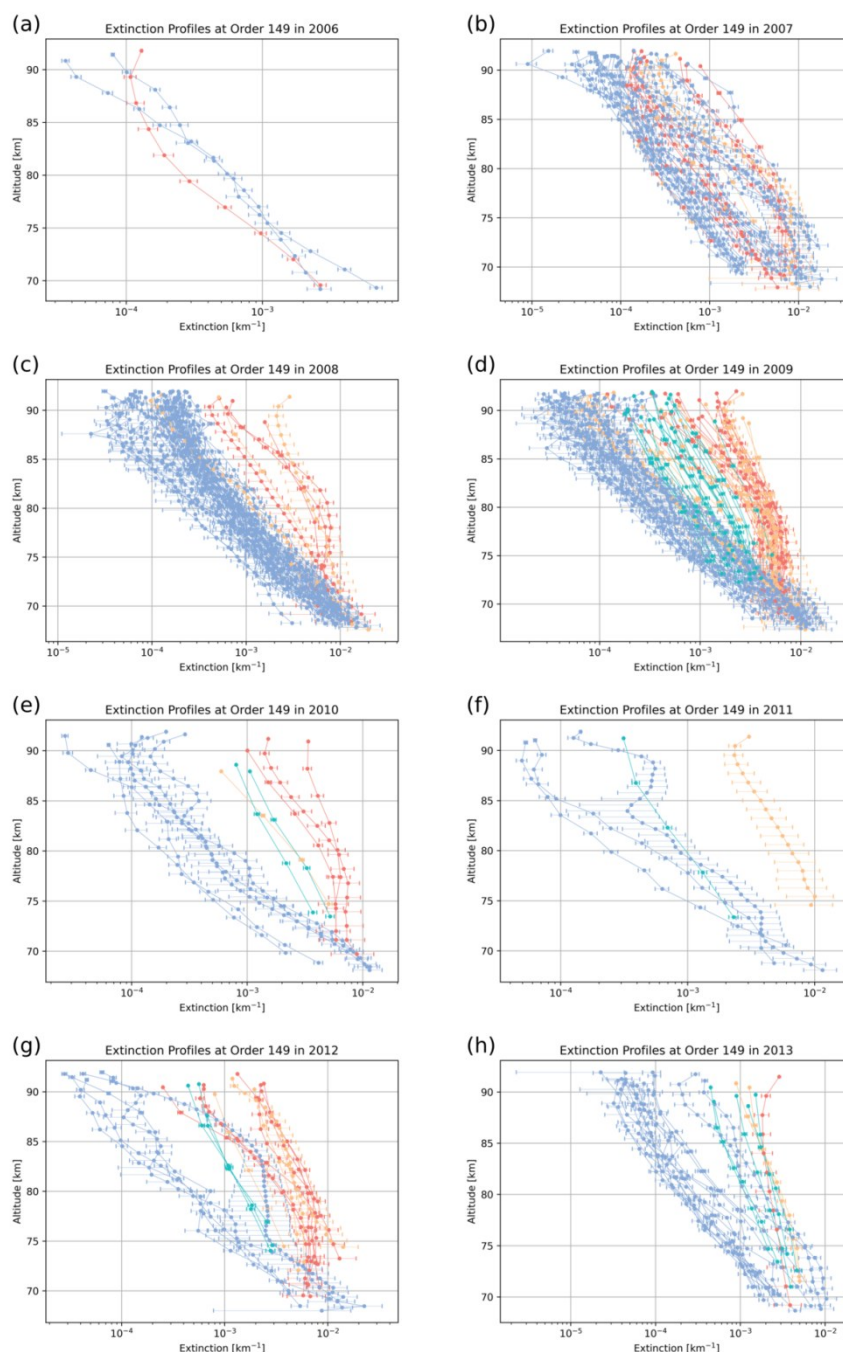 (a)
Extinction Profiles at Order 149 in 2006
Altitude [km]
90
85
80
75
70
10⁻⁴
10⁻³
Extinction [km⁻¹]
(b)
Extinction Profiles at Order 149 in 2007
Altitude [km]
90
85
80
75
70
10⁻⁵
10⁻⁴
10⁻³
10⁻²
Extinction [km⁻¹]
(c)
Extinction Profiles at Order 149 in 2008
Altitude [km]
90
85
80
75
70
10⁻⁵
10⁻⁴
10⁻³
10⁻²
Extinction [km⁻¹]
(d)
Extinction Profiles at Order 149 in 2009
Altitude [km]
90
85
80
75
70
10⁻⁴
10⁻³
10⁻²
Extinction [km⁻¹]
(e)
Extinction Profiles at Order 149 in 2010
Altitude [km]
90
85
80
75
70
10⁻⁴
10⁻³
10⁻²
Extinction [km⁻¹]
(f)
Extinction Profiles at Order 149 in 2011
Altitude [km]
90
85
80
75
70
10⁻⁴
10⁻³
10⁻²
Extinction [km⁻¹]
(g)
Extinction Profiles at Order 149 in 2012
Altitude [km]
90
85
80
75
70
10⁻⁴
10⁻³
10⁻²
Extinction [km⁻¹]
(h)
Extinction Profiles at Order 149 in 2013
Altitude [km]
90
85
80
75
70
10⁻⁵
10⁻⁴
10⁻³
10⁻²
Extinction [km⁻¹]